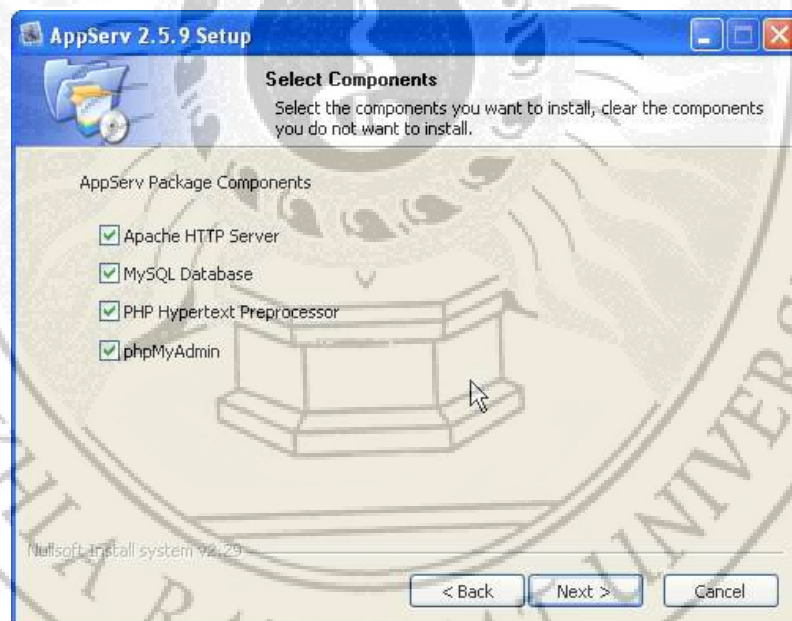 AppServ 2.5.9 Setup
Select Components
Select the components you want to install, clear the components
you do not want to install.
AppServ Package Components
Apache HTTP Server
MySQL Database
PHP Hypertext Preprocessor
phpMyAdmin
Nullsoft Install system v2.29
< Back Next > Cancel